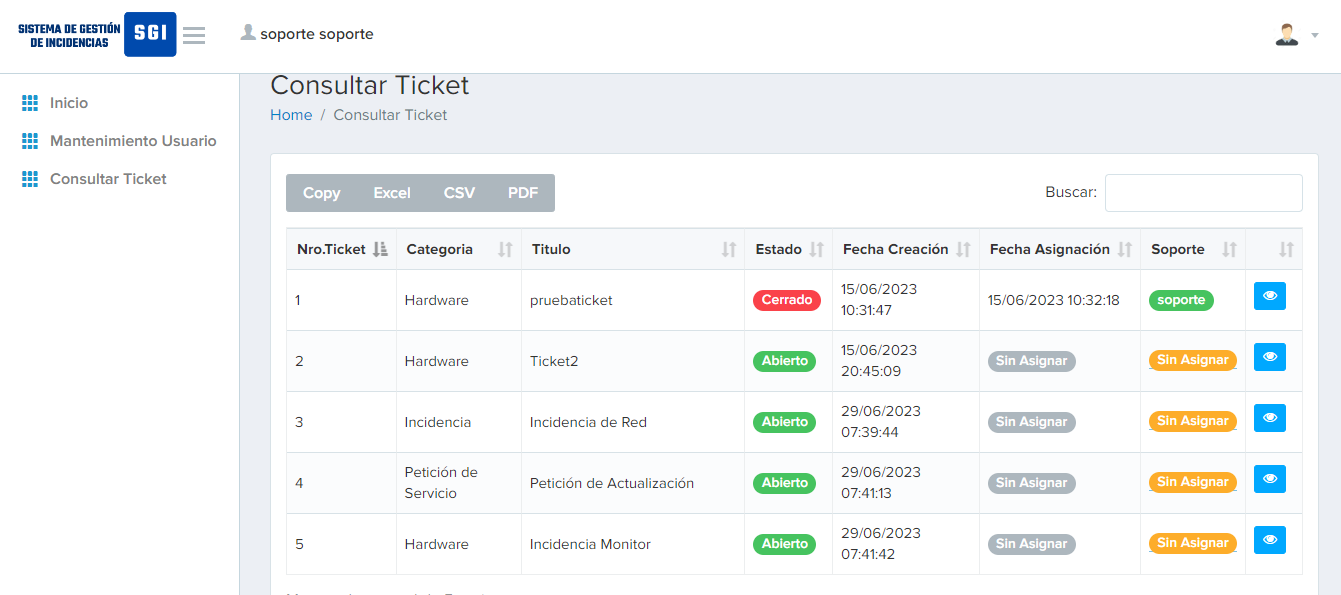 SISTEMA DE GESTIÓN
DE INCIDENCIAS
SGI
soporte soporte
Inicio
Mantenimiento Usuario
Consultar Ticket
Consultar Ticket
Home / Consultar Ticket
Copy Excel CSV PDF
Buscar:
Nro.Ticket Categoria Titulo Estado Fecha Creación Fecha Asignación Soporte
1 Hardware pruebaticket Cerrado 15/06/2023 10:31:47 15/06/2023 10:32:18 soporte
2 Hardware Ticket2 Abierto 15/06/2023 20:45:09 Sin Asignar Sin Asignar
3 Incidencia Incidencia de Red Abierto 29/06/2023 07:39:44 Sin Asignar Sin Asignar
4 Petición de Servicio Petición de Actualización Abierto 29/06/2023 07:41:13 Sin Asignar Sin Asignar
5 Hardware Incidencia Monitor Abierto 29/06/2023 07:41:42 Sin Asignar Sin Asignar